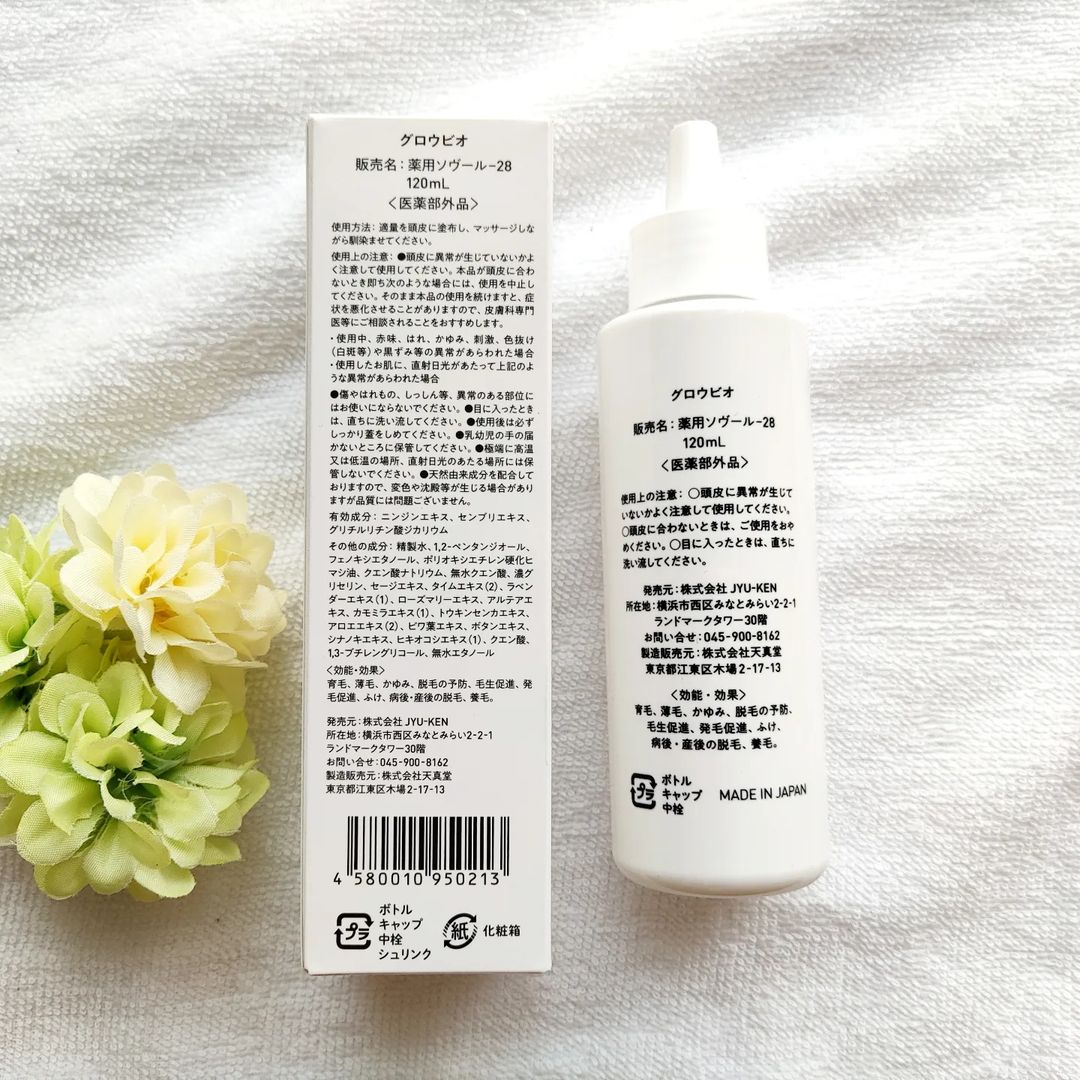 グロウビオ
販売名：薬用ソヴール-28
120mL
〈医薬部外品〉
使用方法：適量を頭皮に塗布し、マッサージしな
がら馴染ませてください。
使用上の注意：●頭皮に異常が生じていないかよ
く注意して使用してください。本品が頭皮に合わ
ないとき即ち次のような場合には、使用を中止し
てください。そのまま本品の使用を続けますと、症
状を悪化させることがありますので、皮膚科専門
医等にご相談されることをおすすめします。
・使用中、赤味、はれ、かゆみ、刺激、色抜け
（白斑等）や黒ずみ等の異常があらわれた場合
・使用したお肌に、直射日光があたって上記のよ
うな異常があらわれた場合
●傷やはれもの、しっしん等、異常のある部位に
はお使いにならないでください。●目に入ったとき
は、直ちに洗い流してください。●使用後は必ず
しっかり蓋をしめてください。●乳幼児の手の届
かないところに保管してください。●極端に高温
又は低温の場所、直射日光のあたる場所には保
管しないでください。●天然由来成分を配合して
おりますので、変色や沈殿等が生じる場合があり
ますが品質には問題ございません。
有効成分：ニンジンエキス、センブリエキス、
グリチルリチン酸ジカリウム
その他の成分：精製水、1,2-ペンタンジオール、
フェノキシエタノール、ポリオキシエチレン硬化ヒ
マシ油、クエン酸ナトリウム、無水クエン酸、濃グ
リセリン、セージエキス、タイムエキス(2)、ラベン
ダーエキス(1)、ローズマリーエキス、アルテアエ
キス、カモミラエキス(1)、トウキンセンカエキス、
アロエエキス(2)、ビワ葉エキス、ボタンエキス、
シナノキエキス、ヒキオコシエキス(1)、クエン酸、
1,3-ブチレングリコール、無水エタノール
〈効能・効果〉
育毛、薄毛、かゆみ、脱毛の予防、毛生促進、発
毛促進、ふけ、病後・産後の脱毛、養毛。
発売元：株式会社 JYU-KEN
所在地：横浜市西区みなとみらい2-2-1
ランドマークタワー30階
お問い合せ：045-900-8162
製造販売元：株式会社天真堂
東京都江東区木場2-17-13
4 580010 950213
プラ
ボトル
キャップ
中栓
シュリンク
紙
化粧箱
グロウビオ
販売名：薬用ソヴール-28
120mL
〈医薬部外品〉
使用上の注意：○頭皮に異常が生じて
いないかよく注意して使用してください。
○頭皮に合わないときは、ご使用をおや
めください。○目に入ったときは、直ちに
洗い流してください。
発売元：株式会社 JYU-KEN
所在地：横浜市西区みなとみらい2-2-1
ランドマークタワー30階
お問い合せ：045-900-8162
製造販売元：株式会社天真堂
東京都江東区木場2-17-13
〈効能・効果〉
育毛、薄毛、かゆみ、脱毛の予防、
毛生促進、発毛促進、ふけ、
病後・産後の脱毛、養毛。
プラ
ボトル
キャップ
中栓
MADE IN JAPAN